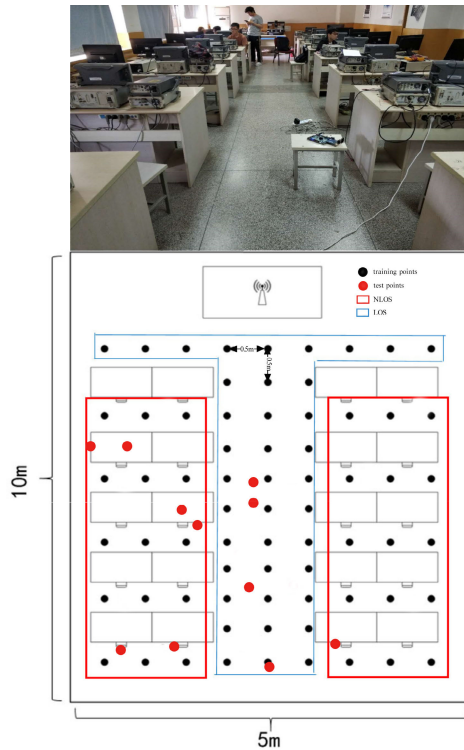 training points
test points
NLOS
LOS
0.5m
0.5m
10m
5m